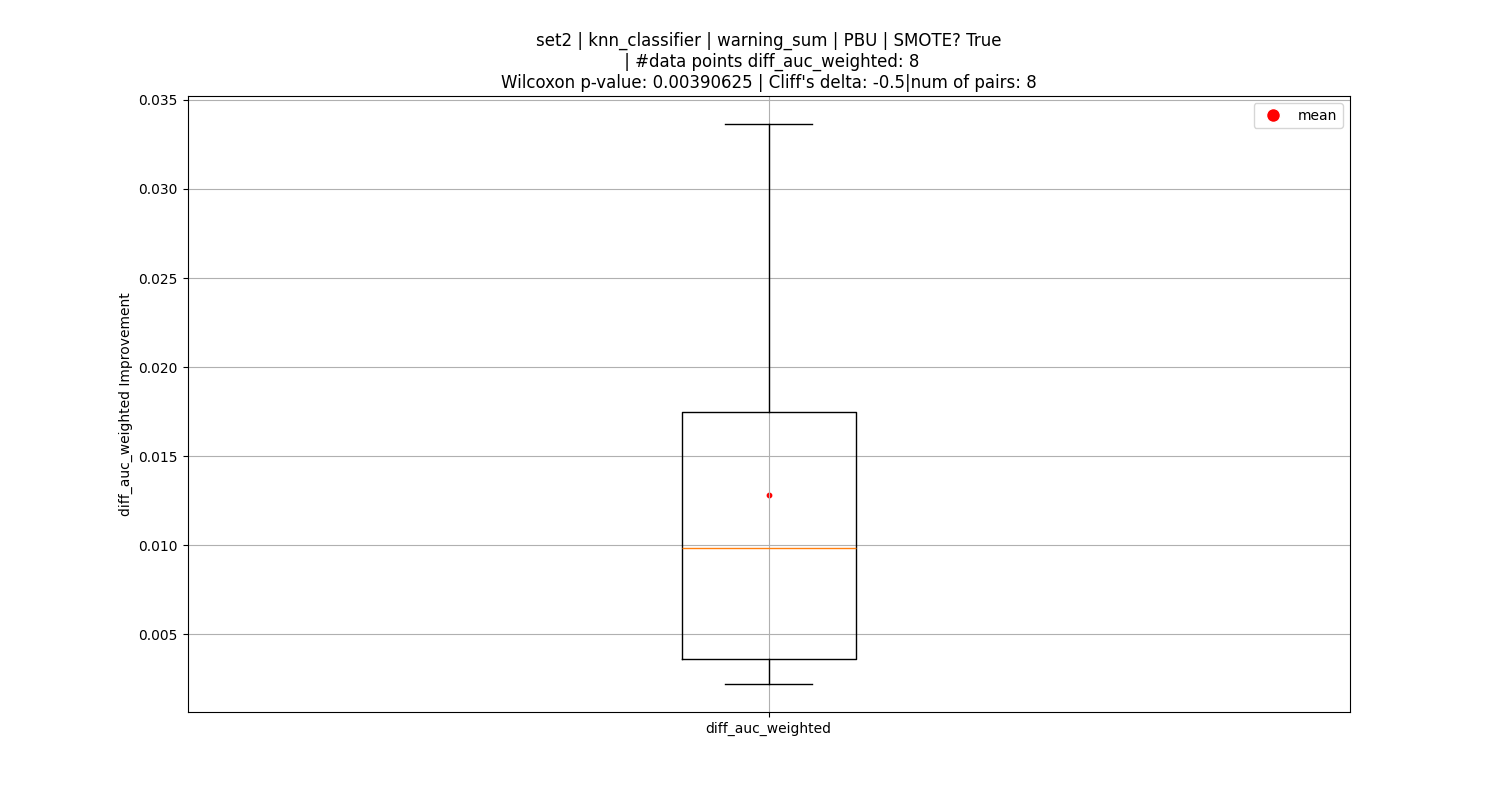 set2 | knn_classifier | warning_sum | PBU | SMOTE? True
| #data points diff_auc_weighted: 8
Wilcoxon p-value: 0.00390625 | Cliff's delta: -0.5|num of pairs: 8
mean
0.035
0.030
0.025
0.020
0.015
0.010
0.005
diff_auc_weighted Improvement
diff_auc_weighted